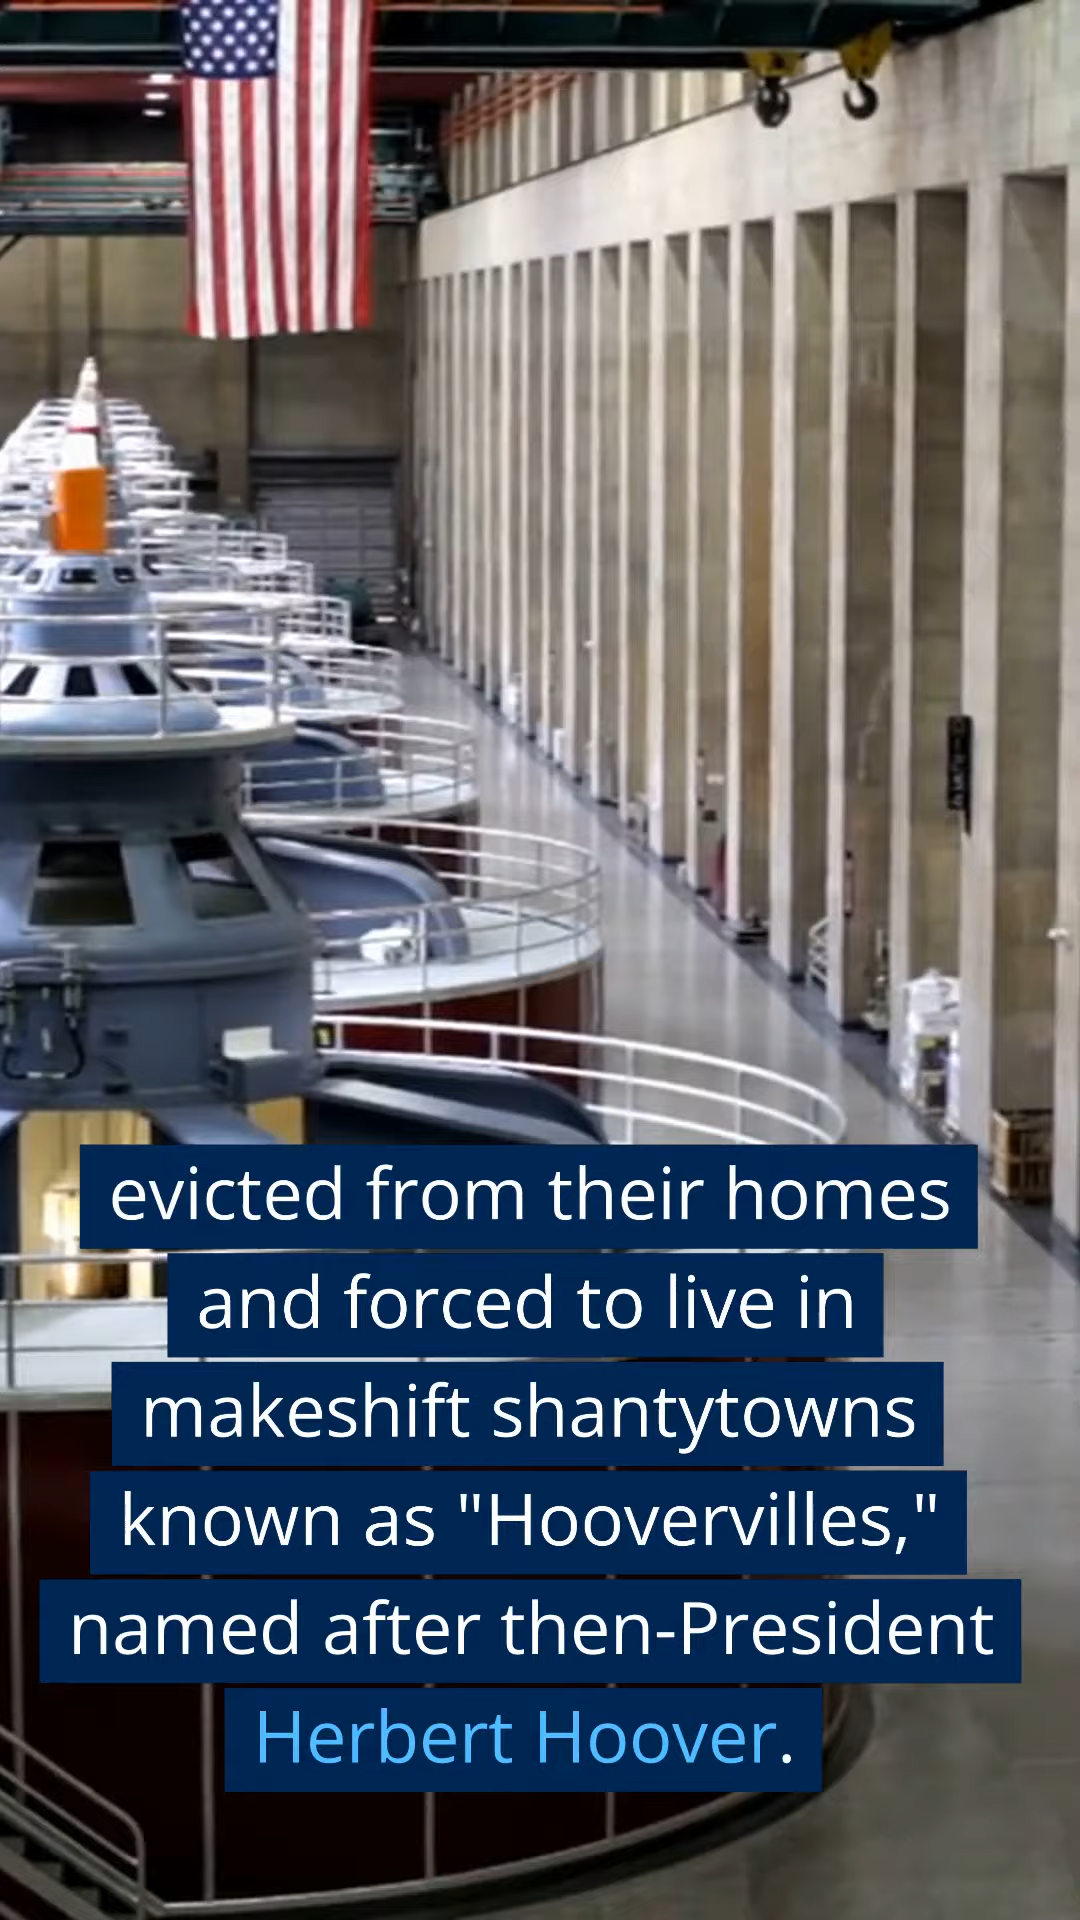 evicted from their homes
and forced to live in
makeshift shantytowns
known as "Hoovervilles,"
named after then-President
Herbert Hoover.